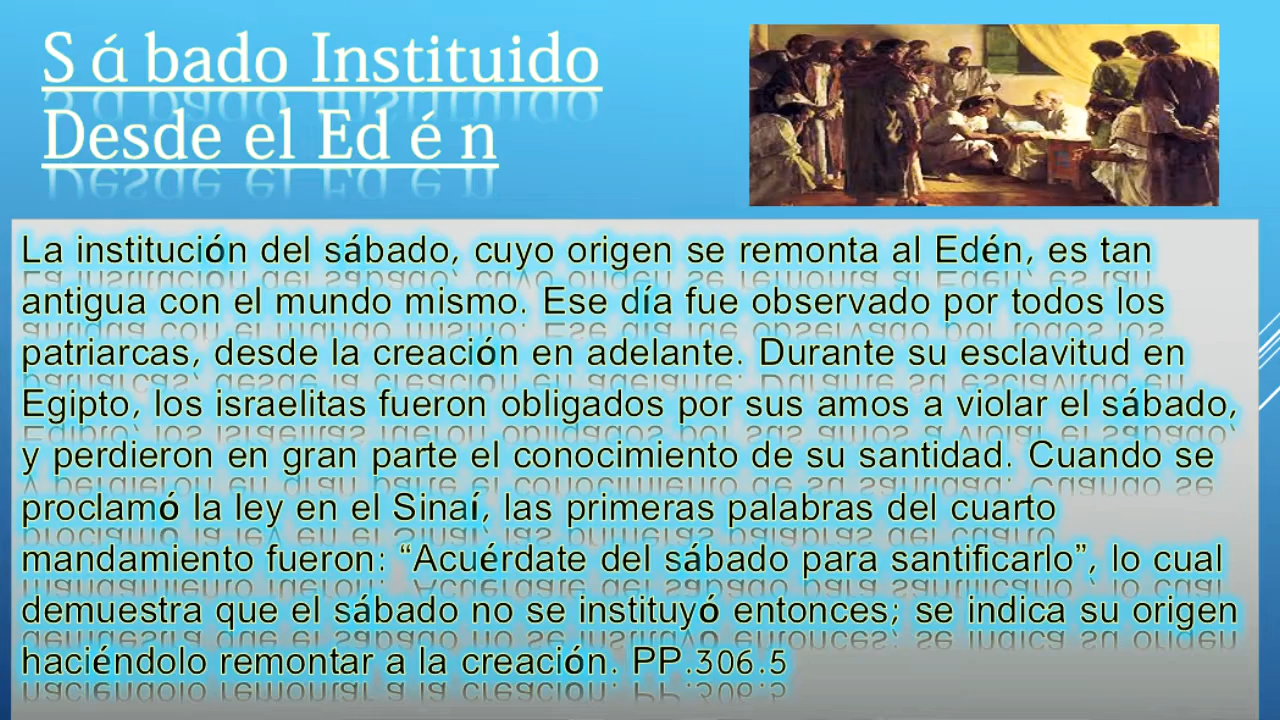 Sábado Instituido
Desde el Edén
La institución del sábado, cuyo origen se remonta al Edén, es tan
antigua con el mundo mismo. Ese día fue observado por todos los
patriarcas, desde la creación en adelante. Durante su esclavitud en
Egipto, los israelitas fueron obligados por sus amos a violar el sábado,
y perdieron en gran parte el conocimiento de su santidad. Cuando se
proclamó la ley en el Sinaí, las primeras palabras del cuarto
mandamiento fueron: “Acuérdate del sábado para santificarlo”, lo cual
demuestra que el sábado no se instituyó entonces; se indica su origen
haciéndolo remontar a la creación. PP.306.5